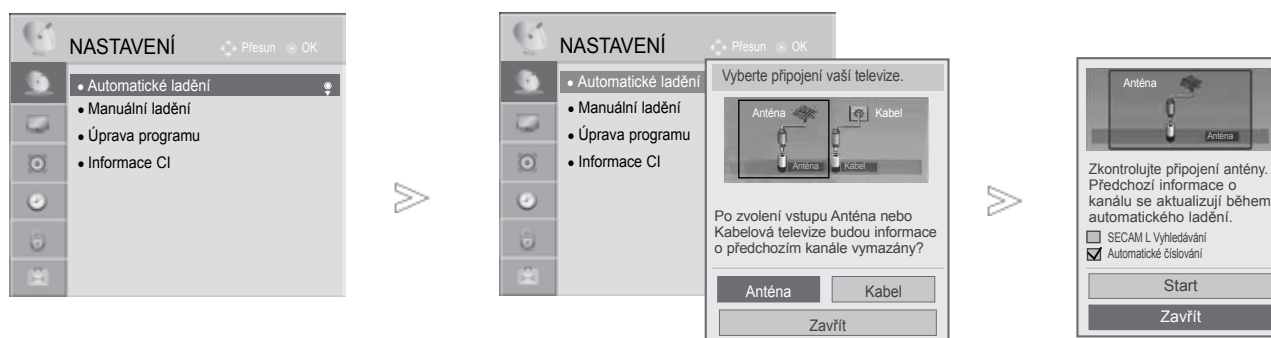 NASTAVENÍ
Přesun OK
• Automatické ladění
• Manuální ladění
• Úprava programu
• Informace CI
NASTAVENÍ
Přesun OK
• Automatické ladění
• Manuální ladění
• Úprava programu
• Informace CI
Vyberte připojení vaší televize.
Anténa Kabel
Anténa Kabel
Po zvolení vstupu Anténa nebo
Kabelová televize budou informace
o předchozím kanále vymazány?
Anténa Kabel
Zavřít
Anténa
Anténa
Zkontrolujte připojení antény.
Předchozí informace o
kanálu se aktualizují během
automatického ladění.
SECAM L Vyhledávání
Automatické číslování
Start
Zavřít